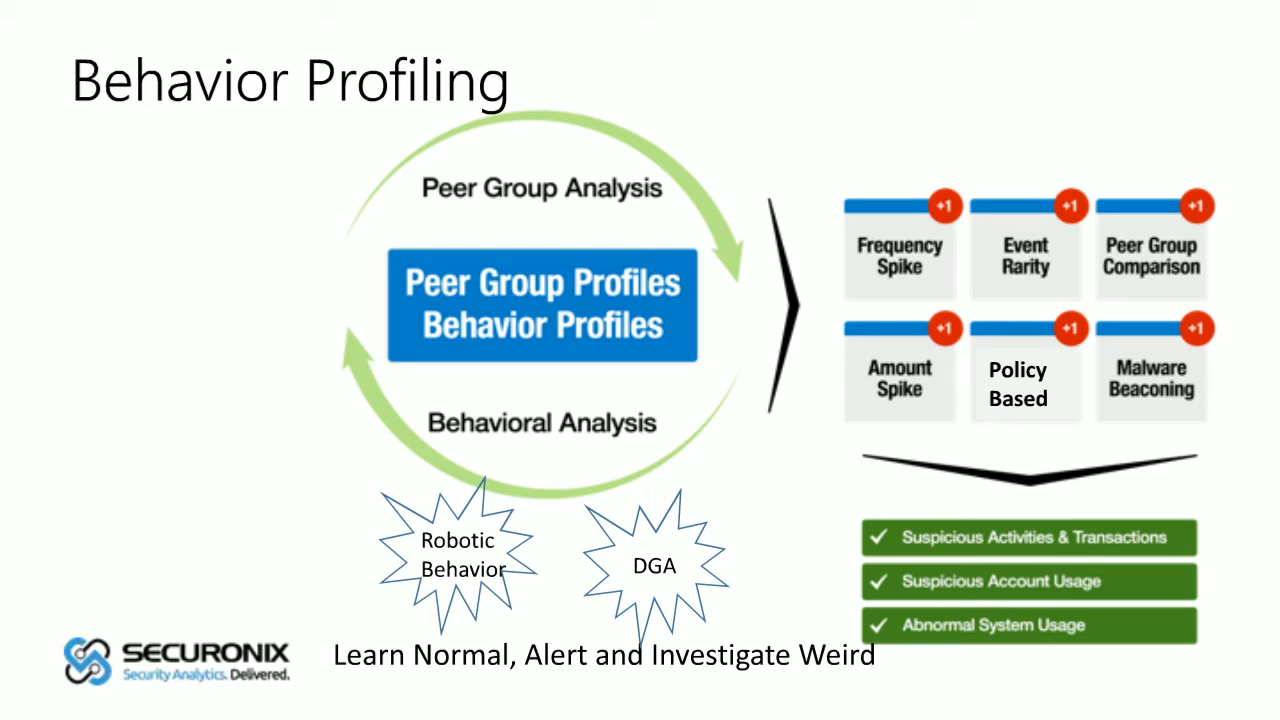 Behavior Profiling
Peer Group Analysis
Peer Group Profiles
Behavior Profiles
Behavioral Analysis
Robotic
Behavior
DGA
+1
Frequency
Spike
+1
Event
Rarity
+1
Peer Group
Comparison
+1
Amount
Spike
+1
Policy
Based
+1
Malware
Beaconing
Suspicious Activities & Transactions
Suspicious Account Usage
Abnormal System Usage
SECURONIX
Security Analytics. Delivered.
Learn Normal, Alert and Investigate Weird